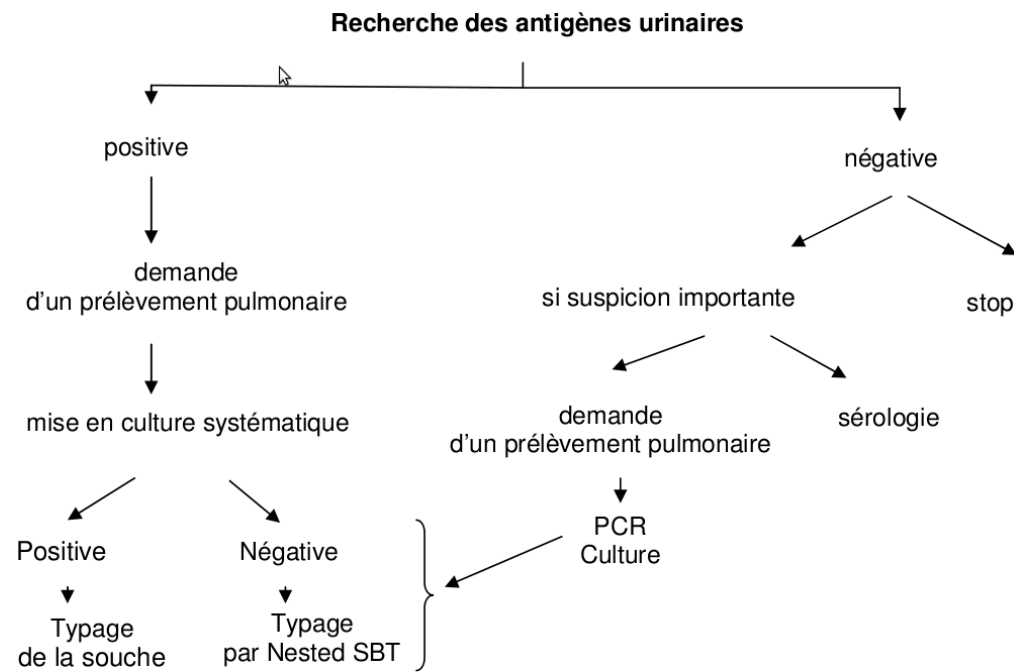 Recherche des antigènes urinaires
positive
négative
demande
d'un prélèvement pulmonaire
si suspicion importante
stop
mise en culture systématique
demande
d'un prélèvement pulmonaire
sérologie
Positive
Négative
PCR
Culture
Typage
de la souche
Typage
par Nested SBT